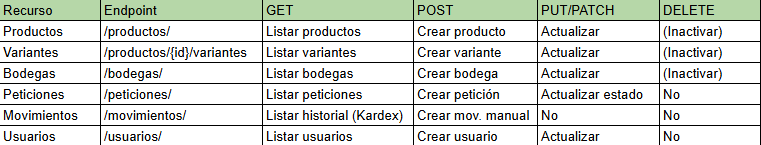 Recurso Endpoint GET POST PUT/PATCH DELETE
Productos /productos/ Listar productos Crear producto Actualizar (Inactivar)
Variantes /productos/{id}/variantes Listar variantes Crear variante Actualizar (Inactivar)
Bodegas /bodegas/ Listar bodegas Crear bodega Actualizar (Inactivar)
Peticiones /peticiones/ Listar peticiones Crear petición Actualizar estado No
Movimientos /movimientos/ Listar historial (Kardex) Crear mov. manual No No
Usuarios /usuarios/ Listar usuarios Crear usuario Actualizar No